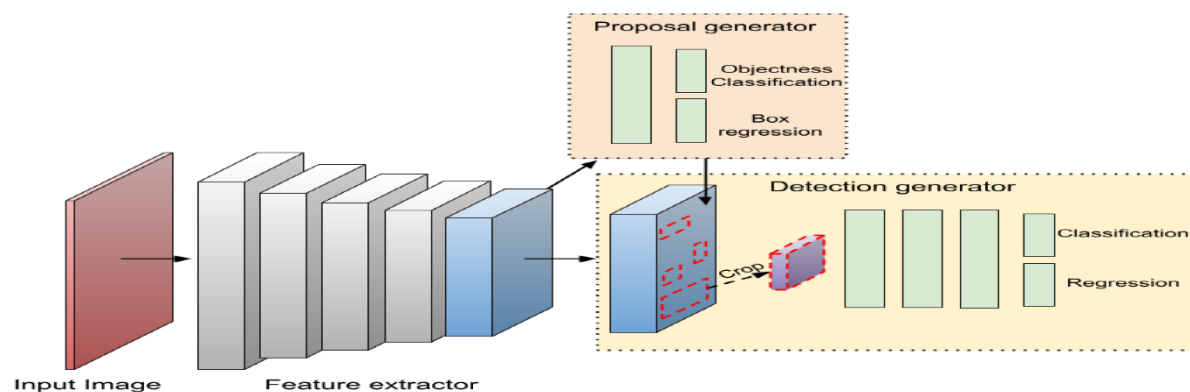 Proposal generator
Objectness
Classification
Box
regression
Detection generator
Crop
Classification
Regression
Input Image
Feature extractor